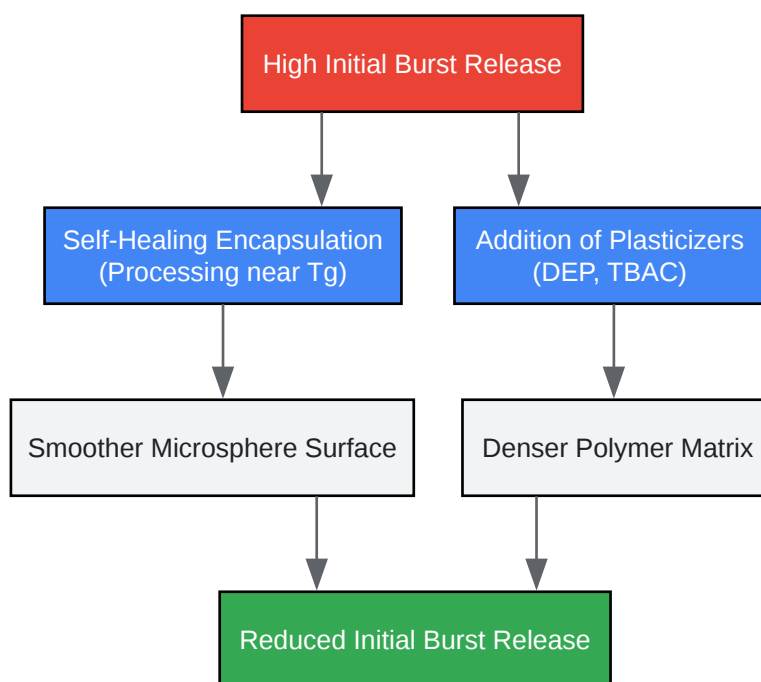 High Initial Burst Release
Self-Healing Encapsulation
(Processing near Tg)
Addition of Plasticizers
(DEP, TBAC)
Smoother Microsphere Surface
Denser Polymer Matrix
Reduced Initial Burst Release